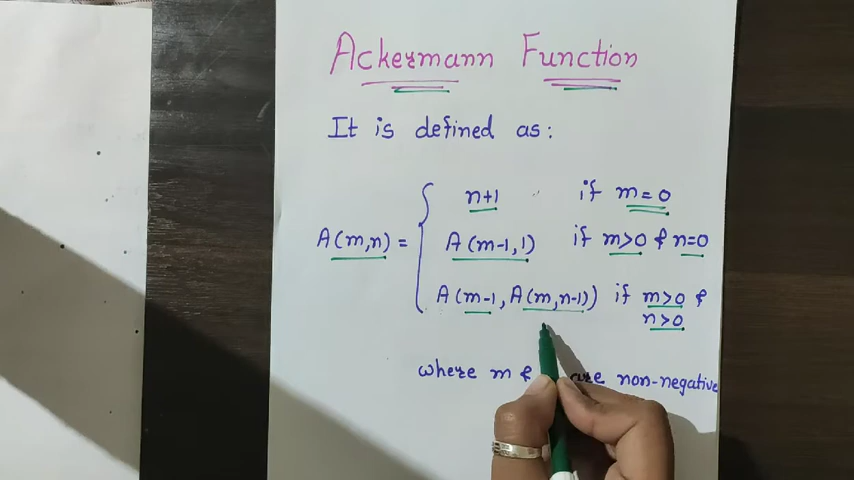 Ackermann Function
It is defined as:
n+1 if m=0
A(m,n) = A(m-1,1) if m>0 & n=0
A(m-1, A(m,n-1)) if m>0 &
n>0
where m & are non-negative